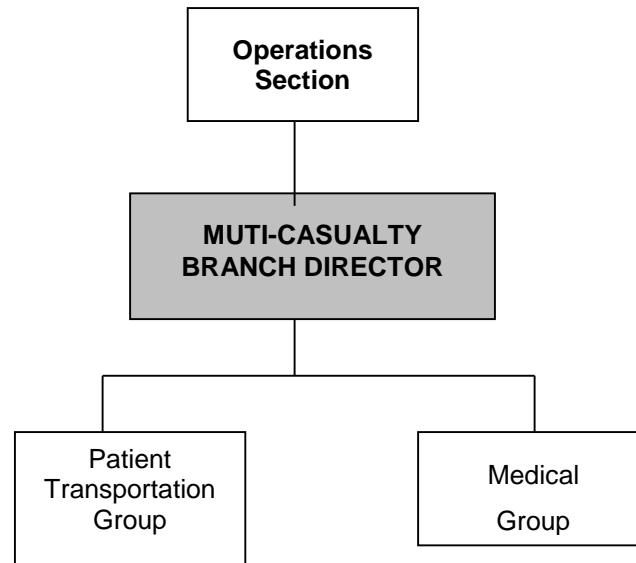 Operations
Section
MUTI-CASUALTY
BRANCH DIRECTOR
Patient
Transportation
Group
Medical
Group